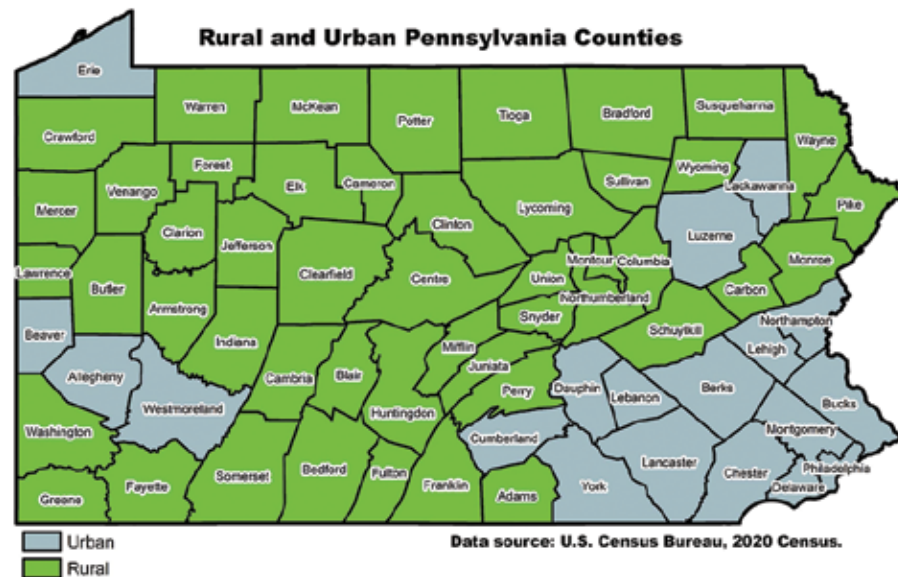 Rural and Urban Pennsylvania Counties
Erie
Warren
McKean
Potter
Tioga
Bradford
Susquehanna
Wayne
Crawford
Forest
Elk
Cameron
Wyoming
Lackawanna
Sullivan
Venango
Mercer
Clarion
Jefferson
Clinton
Lycoming
Luzerne
Pike
Lawrence
Butler
Clearfield
Centre
Union
Montour
Columbia
Monroe
Carbon
Armstrong
Northumberland
Snyder
Schuylkill
Northampton
Lehigh
Beaver
Indiana
Mifflin
Juniata
Allegheny
Cambria
Blair
Perry
Dauphin
Lebanon
Berks
Bucks
Westmoreland
Huntingdon
Cumberland
Montgomery
Washington
Lancaster
Philadelphia
Somerset
Bedford
Fulton
Franklin
Adams
York
Chester
Delaware
Greene
Fayette
Urban
Rural
Data source: U.S. Census Bureau, 2020 Census.